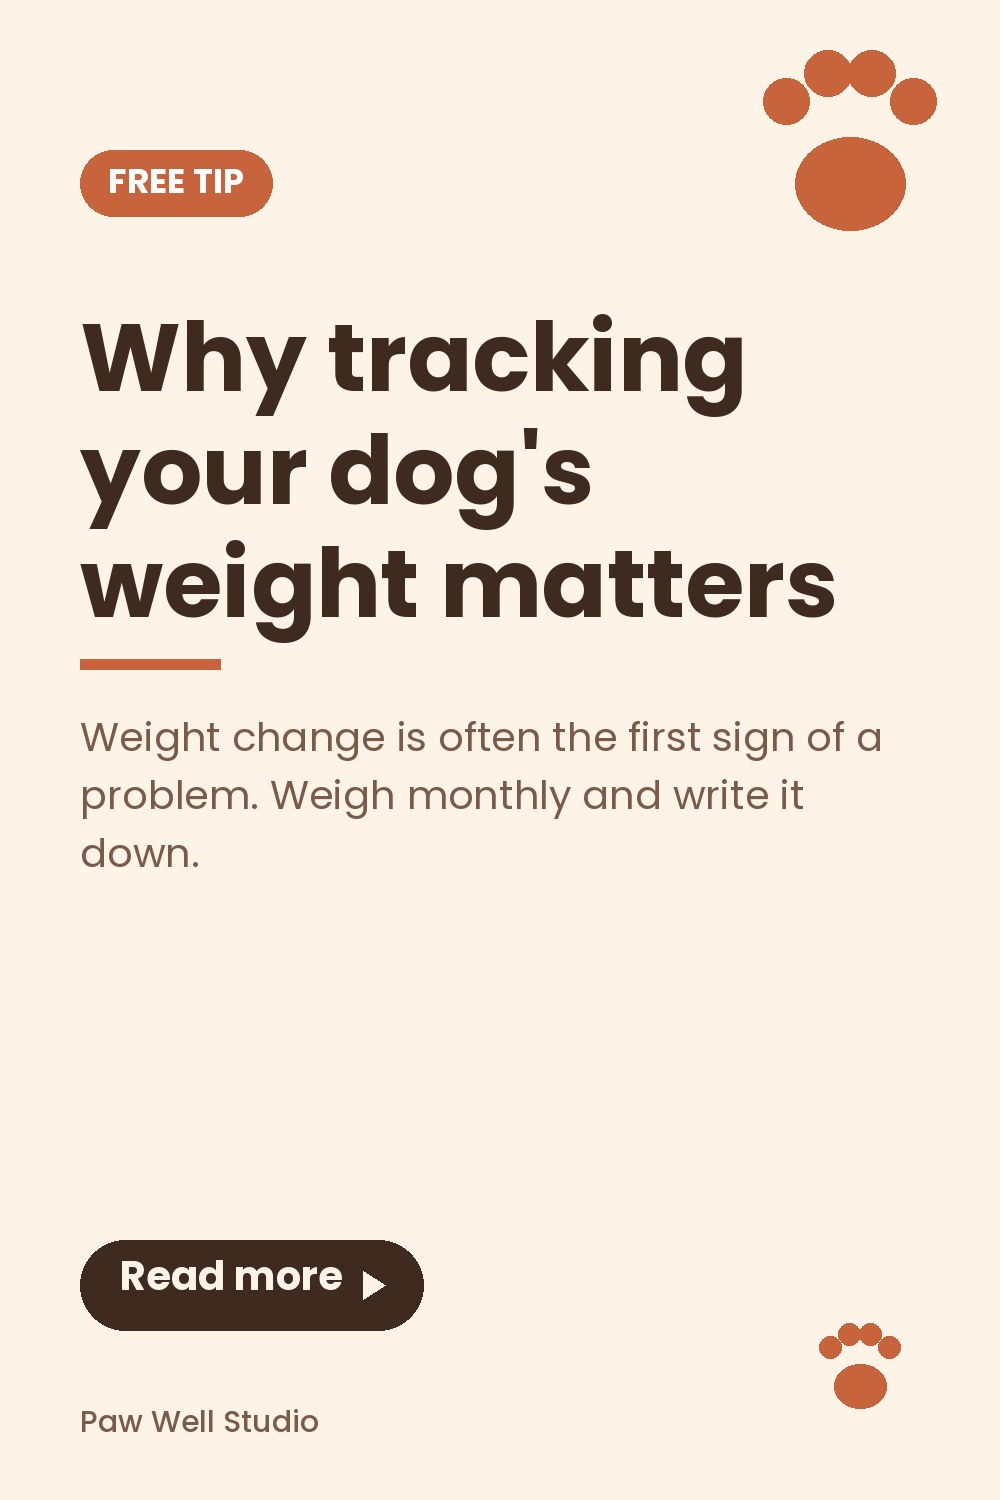 FREE TIP
Why tracking
your dog's
weight matters
Weight change is often the first sign of a
problem. Weigh monthly and write it
down.
Read more
Paw Well Studio